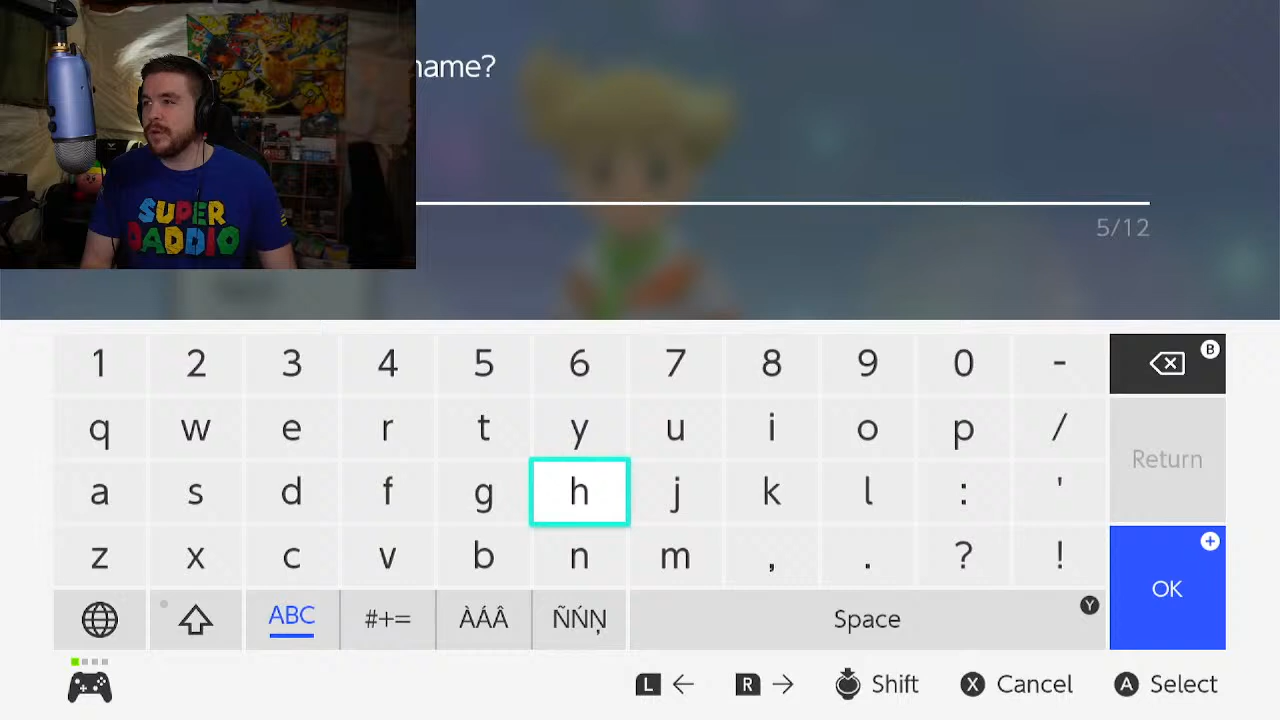 name?
SUPER
DADDIO
5/12
1 2 3 4 5 6 7 8 9 0 - B
q w e r t y u i o p / Return
a s d f g h j k l : '
z x c v b n m , . ? ! + OK
ABC #+= ÀÁÂ ÑŃŅ Space Y
L ← R → Shift X Cancel A Select